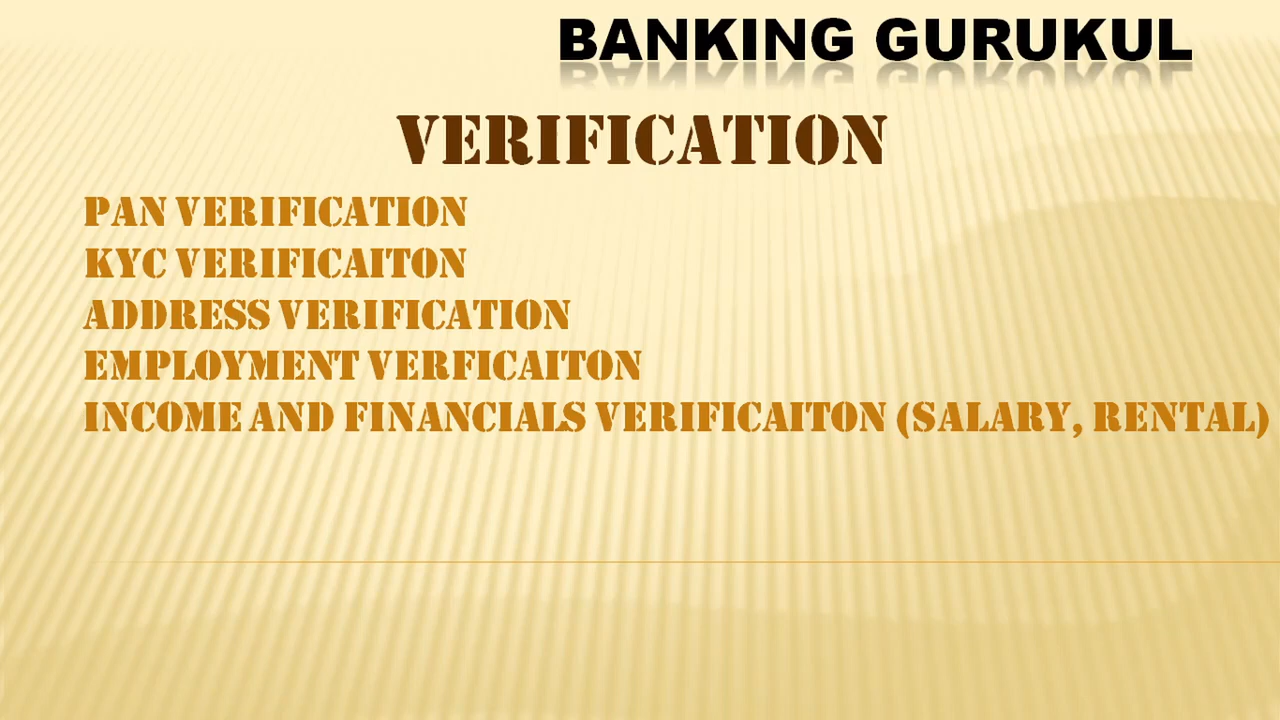 BANKING GURUKUL
VERIFICATION
PAN VERIFICATION
KYC VERIFICAITON
ADDRESS VERIFICATION
EMPLOYMENT VERFICAITON
INCOME AND FINANCIALS VERIFICAITON (SALARY, RENTAL)